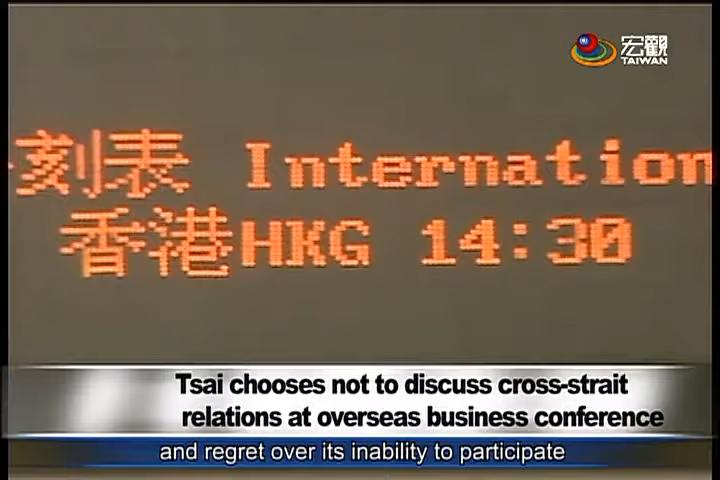 宏觀
TAIWAN
刻表 Internation
香港HKG 14:30
Tsai chooses not to discuss cross-strait
relations at overseas business conference
and regret over its inability to participate